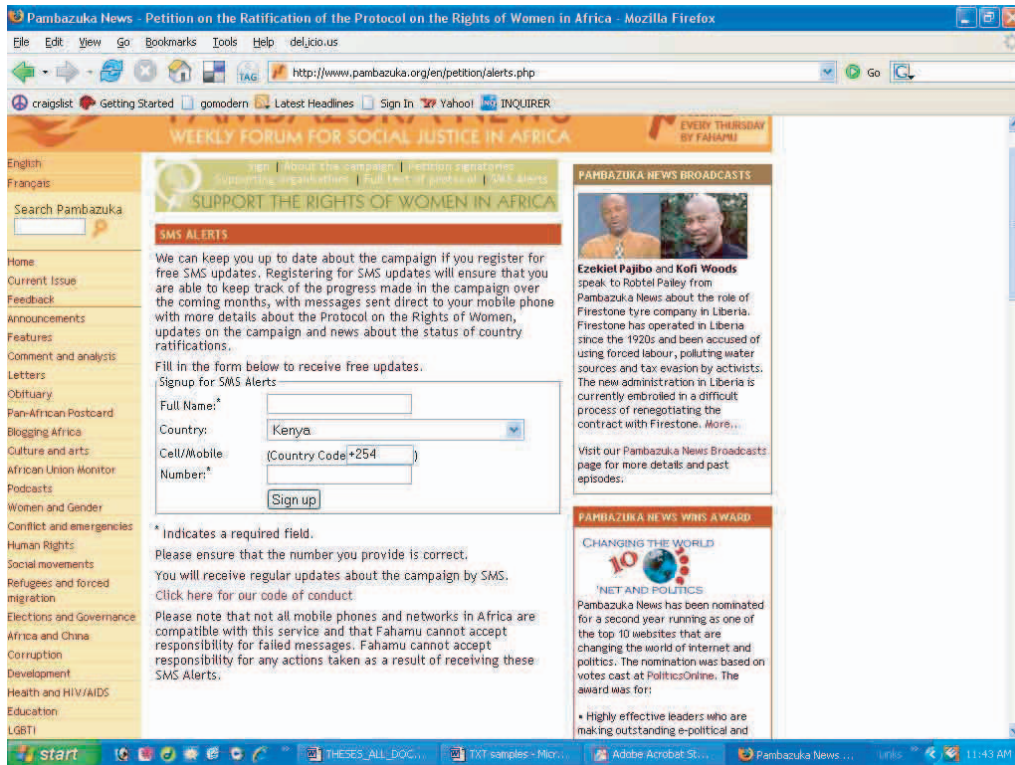 Pambazuka News - Petition on the Ratification of the Protocol on the Rights of Women in Africa - Mozilla Firefox
File Edit View Go Bookmarks Tools Help del.icio.us
TAG http://www.pambazuka.org/en/petition/alerts.php Go
craigslist Getting Started gomodern Latest Headlines Sign In Yahoo! INQUIRER
PAMBAZUKA NEWS
WEEKLY FORUM FOR SOCIAL JUSTICE IN AFRICA
EVERY THURSDAY
BY FAHAMU
English
Français
Search Pambazuka
Home
Current Issue
Feedback
Announcements
Features
Comment and analysis
Letters
Obituary
Pan-African Postcard
Blogging Africa
Culture and arts
African Union Monitor
Podcasts
Women and Gender
Conflict and emergencies
Human Rights
Social movements
Refugees and forced
migration
Elections and Governance
Africa and China
Corruption
Development
Health and HIV/AIDS
Education
LGBTI
sign | About the campaign | Petition signatories
Supporting organisations | Full text of protocol | SMS Alerts
SUPPORT THE RIGHTS OF WOMEN IN AFRICA
SMS ALERTS
We can keep you up to date about the campaign if you register for
free SMS updates. Registering for SMS updates will ensure that you
are able to keep track of the progress made in the campaign over
the coming months, with messages sent direct to your mobile phone
with more details about the Protocol on the Rights of Women,
updates on the campaign and news about the status of country
ratifications.
Fill in the form below to receive free updates.
Signup for SMS Alerts
Full Name:*
Country: Kenya
Cell/Mobile (Country Code +254 )
Number:*
Sign up
* Indicates a required field.
Please ensure that the number you provide is correct.
You will receive regular updates about the campaign by SMS.
Click here for our code of conduct
Please note that not all mobile phones and networks in Africa are
compatible with this service and that Fahamu cannot accept
responsibility for failed messages. Fahamu cannot accept
responsibility for any actions taken as a result of receiving these
SMS Alerts.
PAMBAZUKA NEWS BROADCASTS
Ezekiel Pajibo and Kofi Woods
speak to Robtel Pailey from
Pambazuka News about the role of
Firestone tyre company in Liberia.
Firestone has operated in Liberia
since the 1920s and been accused of
using forced labour, polluting water
sources and tax evasion by activists.
The new administration in Liberia is
currently embroiled in a difficult
process of renegotiating the
contract with Firestone. More..
Visit our Pambazuka News Broadcasts
page for more details and past
episodes.
PAMBAZUKA NEWS WINS AWARD
CHANGING THE WORLD
10
'NET AND POLITICS
Pambazuka News has been nominated
for a second year running as one of
the top 10 websites that are
changing the world of internet and
politics. The nomination was based on
votes cast at PoliticsOnline. The
award was for:
• Highly effective leaders who are
making outstanding e-political and
start THESES_ALL_DOC... TXT samples - Micr... Adobe Acrobat St... Pambazuka News ... Links 11:43 AM